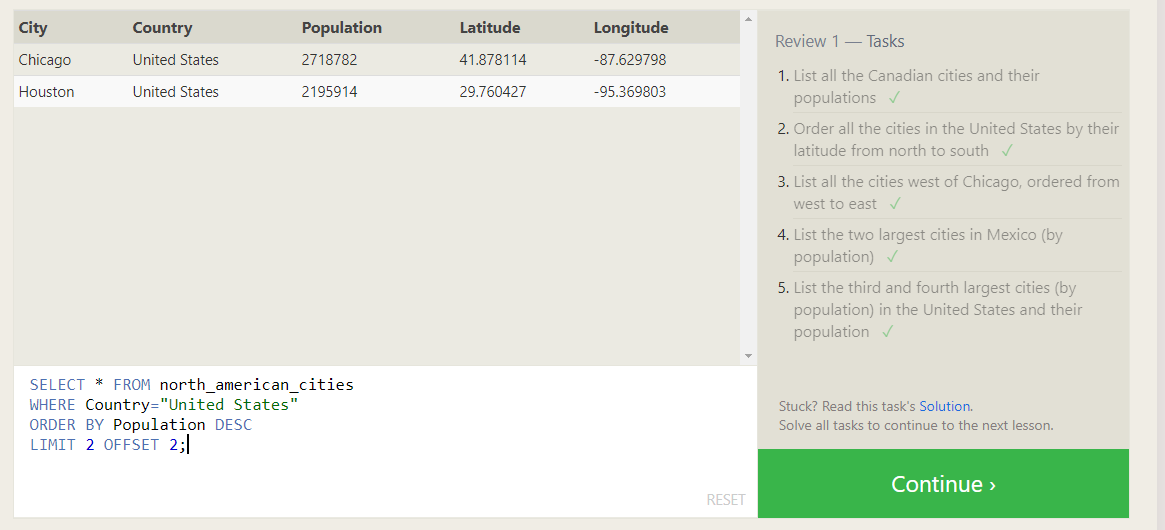 City Country Population Latitude Longitude
Chicago United States 2718782 41.878114 -87.629798
Houston United States 2195914 29.760427 -95.369803
SELECT * FROM north_american_cities
WHERE Country="United States"
ORDER BY Population DESC
LIMIT 2 OFFSET 2;
RESET
Review 1 — Tasks
1. List all the Canadian cities and their
populations ✓
2. Order all the cities in the United States by their
latitude from north to south ✓
3. List all the cities west of Chicago, ordered from
west to east ✓
4. List the two largest cities in Mexico (by
population) ✓
5. List the third and fourth largest cities (by
population) in the United States and their
population ✓
Stuck? Read this task's Solution.
Solve all tasks to continue to the next lesson.
Continue ›